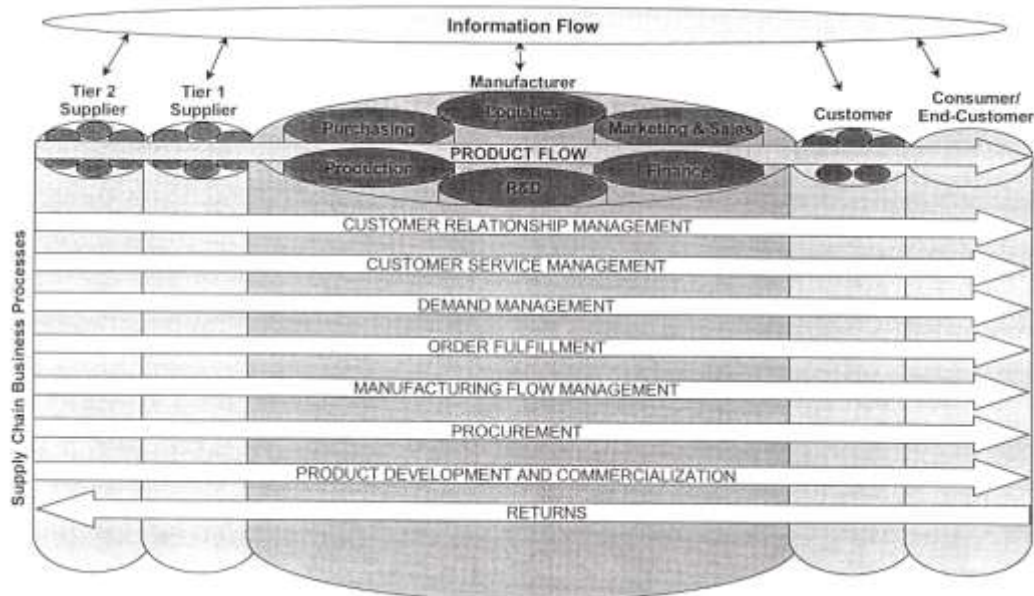 Information Flow
Tier 2
Supplier
Tier 1
Supplier
Manufacturer
Logistics
Purchasing
Marketing & Sales
Customer
Consumer/
End-Customer
PRODUCT FLOW
Production
R&D
Finance
Supply Chain Business Processes
CUSTOMER RELATIONSHIP MANAGEMENT
CUSTOMER SERVICE MANAGEMENT
DEMAND MANAGEMENT
ORDER FULFILLMENT
MANUFACTURING FLOW MANAGEMENT
PROCUREMENT
PRODUCT DEVELOPMENT AND COMMERCIALIZATION
RETURNS